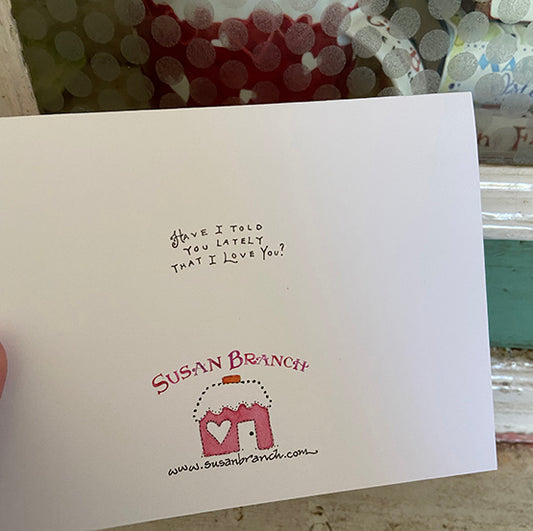 Have I told
you lately
that I Love You?
Susan Branch
www.susanbranch.com